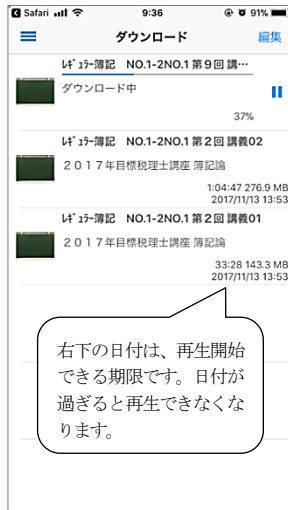 Safari 9:36 91%
ダウンロード 編集
ﾚｷﾞｭﾗｰ簿記 NO.1-2NO.1 第9回 講…
ダウンロード中
37%
ﾚｷﾞｭﾗｰ簿記 NO.1-2NO.1 第2回 講義02
２０１７年目標税理士講座 簿記論
1:04:47 276.9 MB
2017/11/13 13:53
ﾚｷﾞｭﾗｰ簿記 NO.1-2NO.1 第2回 講義01
２０１７年目標税理士講座 簿記論
33:28 143.3 MB
2017/11/13 13:53
右下の日付は、再生開始
できる期限です。日付が
過ぎると再生できなくな
ります。